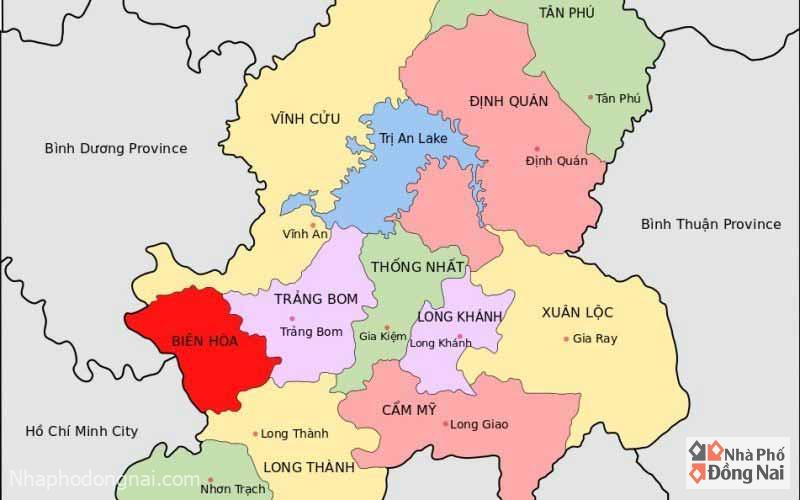 TÂN PHÚ
Tân Phú
ĐỊNH QUÁN
VĨNH CỬU
Trị An Lake
Bình Dương Province
Định Quán
Bình Thuận Province
Vĩnh An
THỐNG NHẤT
TRẢNG BOM
LONG KHÁNH
XUÂN LỘC
BIÊN HÒA
Trảng Bom
Gia Kiệm
Long Khánh
Gia Ray
CẨM MỸ
Long Giao
Hồ Chí Minh City
Long Thành
LONG THÀNH
Nhơn Trạch
Nhaphodongnai.com
Nhà Phố
Đồng Nai